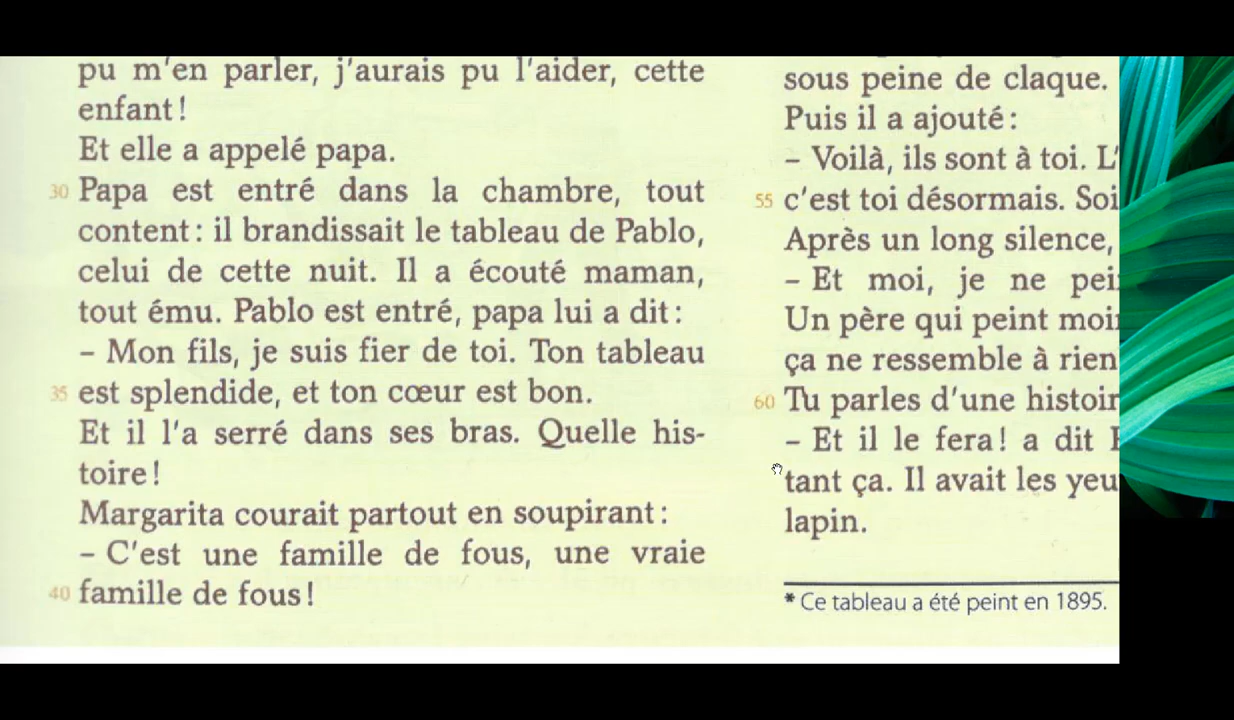 pu m'en parler, j'aurais pu l'aider, cette
enfant !
Et elle a appelé papa.
30 Papa est entré dans la chambre, tout
content : il brandissait le tableau de Pablo,
celui de cette nuit. Il a écouté maman,
tout ému. Pablo est entré, papa lui a dit :
– Mon fils, je suis fier de toi. Ton tableau
35 est splendide, et ton cœur est bon.
Et il l'a serré dans ses bras. Quelle his-
toire !
Margarita courait partout en soupirant :
– C'est une famille de fous, une vraie
40 famille de fous !
sous peine de claque.
Puis il a ajouté :
– Voilà, ils sont à toi. L'
55 c'est toi désormais. Soi
Après un long silence,
– Et moi, je ne pei
Un père qui peint moi
ça ne ressemble à rien
60 Tu parles d'une histoir
– Et il le fera ! a dit
tant ça. Il avait les yeu
lapin.
* Ce tableau a été peint en 1895.